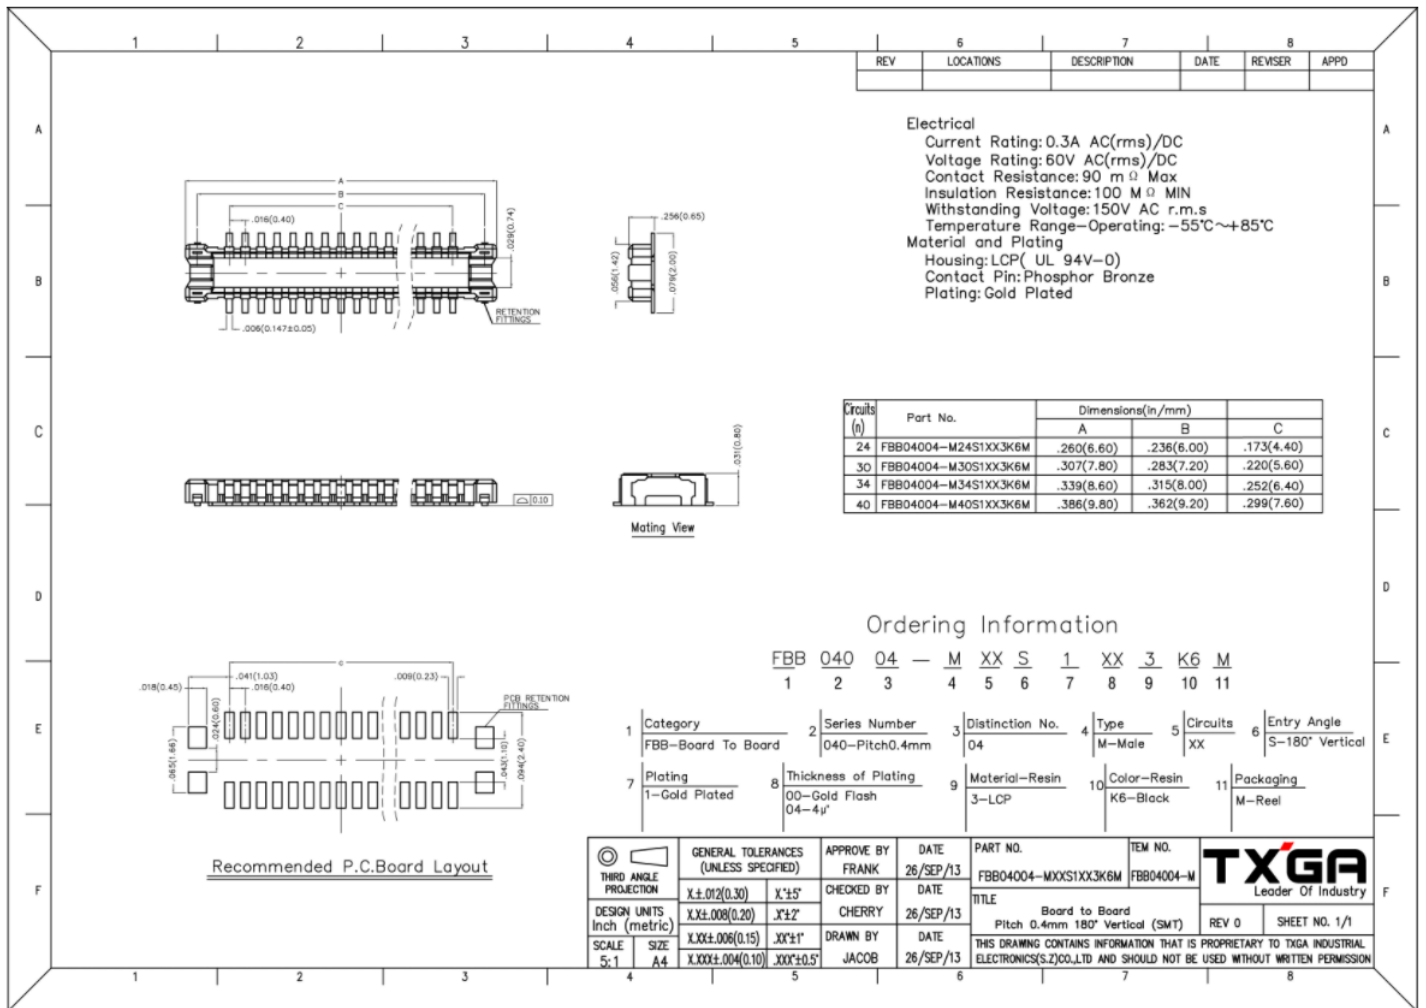 1 2 3 4 5 6 7 8
REV LOCATIONS DESCRIPTION DATE REVISER APPD
A A
Electrical
Current Rating:0.3A AC(rms)/DC
Voltage Rating:60V AC(rms)/DC
Contact Resistance:90 mΩ Max
Insulation Resistance:100 MΩ MIN
Withstanding Voltage:150V AC r.m.s
Temperature Range-Operating:-55℃~+85℃
Material and Plating
Housing:LCP( UL 94V-0)
Contact Pin:Phosphor Bronze
Plating:Gold Plated
A
B
C
.016(0.40)
.029(0.74)
.256(0.65)
.056(1.42)
.079(2.00)
B B
RETENTION
FITTINGS
.006(0.147±0.05)
Circuits
(n)
Part No.
Dimensions(in/mm)
A B C
24 FBB04004-M24S1XX3K6M .260(6.60) .236(6.00) .173(4.40)
30 FBB04004-M30S1XX3K6M .307(7.80) .283(7.20) .220(5.60)
34 FBB04004-M34S1XX3K6M .339(8.60) .315(8.00) .252(6.40)
40 FBB04004-M40S1XX3K6M .386(9.80) .362(9.20) .299(7.60)
C C
.031(0.80)
0.10
Mating View
D D
Ordering Information
FBB 040 04 - M XX S 1 XX 3 K6 M
1 2 3 4 5 6 7 8 9 10 11
C
.041(1.03)
.009(0.23)
.018(0.45)
.016(0.40)
.024(0.60)
PCB RETENTION
FITTINGS
.065(1.66)
.043(1.10)
.094(2.40)
E E
1 Category
FBB-Board To Board
2 Series Number
040-Pitch0.4mm
3 Distinction No.
04
4 Type
M-Male
5 Circuits
XX
6 Entry Angle
S-180° Vertical
7 Plating
1-Gold Plated
8 Thickness of Plating
00-Gold Flash
04-4μ"
9 Material-Resin
3-LCP
10 Color-Resin
K6-Black
11 Packaging
M-Reel
Recommended P.C.Board Layout
F F
THIRD ANGLE
PROJECTION
DESIGN UNITS
Inch (metric)
SCALE SIZE
5:1 A4
GENERAL TOLERANCES
(UNLESS SPECIFIED)
X.±.012(0.30) X.°±5°
X.X±.008(0.20) .X°±2°
X.XX±.006(0.15) .XX°±1°
X.XXX±.004(0.10) .XXX°±0.5°
APPROVE BY DATE
FRANK 26/SEP/13
CHECKED BY DATE
CHERRY 26/SEP/13
DRAWN BY DATE
JACOB 26/SEP/13
PART NO. ITEM NO.
FBB04004-MXXS1XX3K6M FBB04004-M
TITLE
Board to Board
Pitch 0.4mm 180° Vertical (SMT)
TXGA
Leader Of Industry
REV 0 SHEET NO. 1/1
THIS DRAWING CONTAINS INFORMATION THAT IS PROPRIETARY TO TXGA INDUSTRIAL
ELECTRONICS(S.Z)CO.,LTD AND SHOULD NOT BE USED WITHOUT WRITTEN PERMISSION
1 2 3 4 5 6 7 8